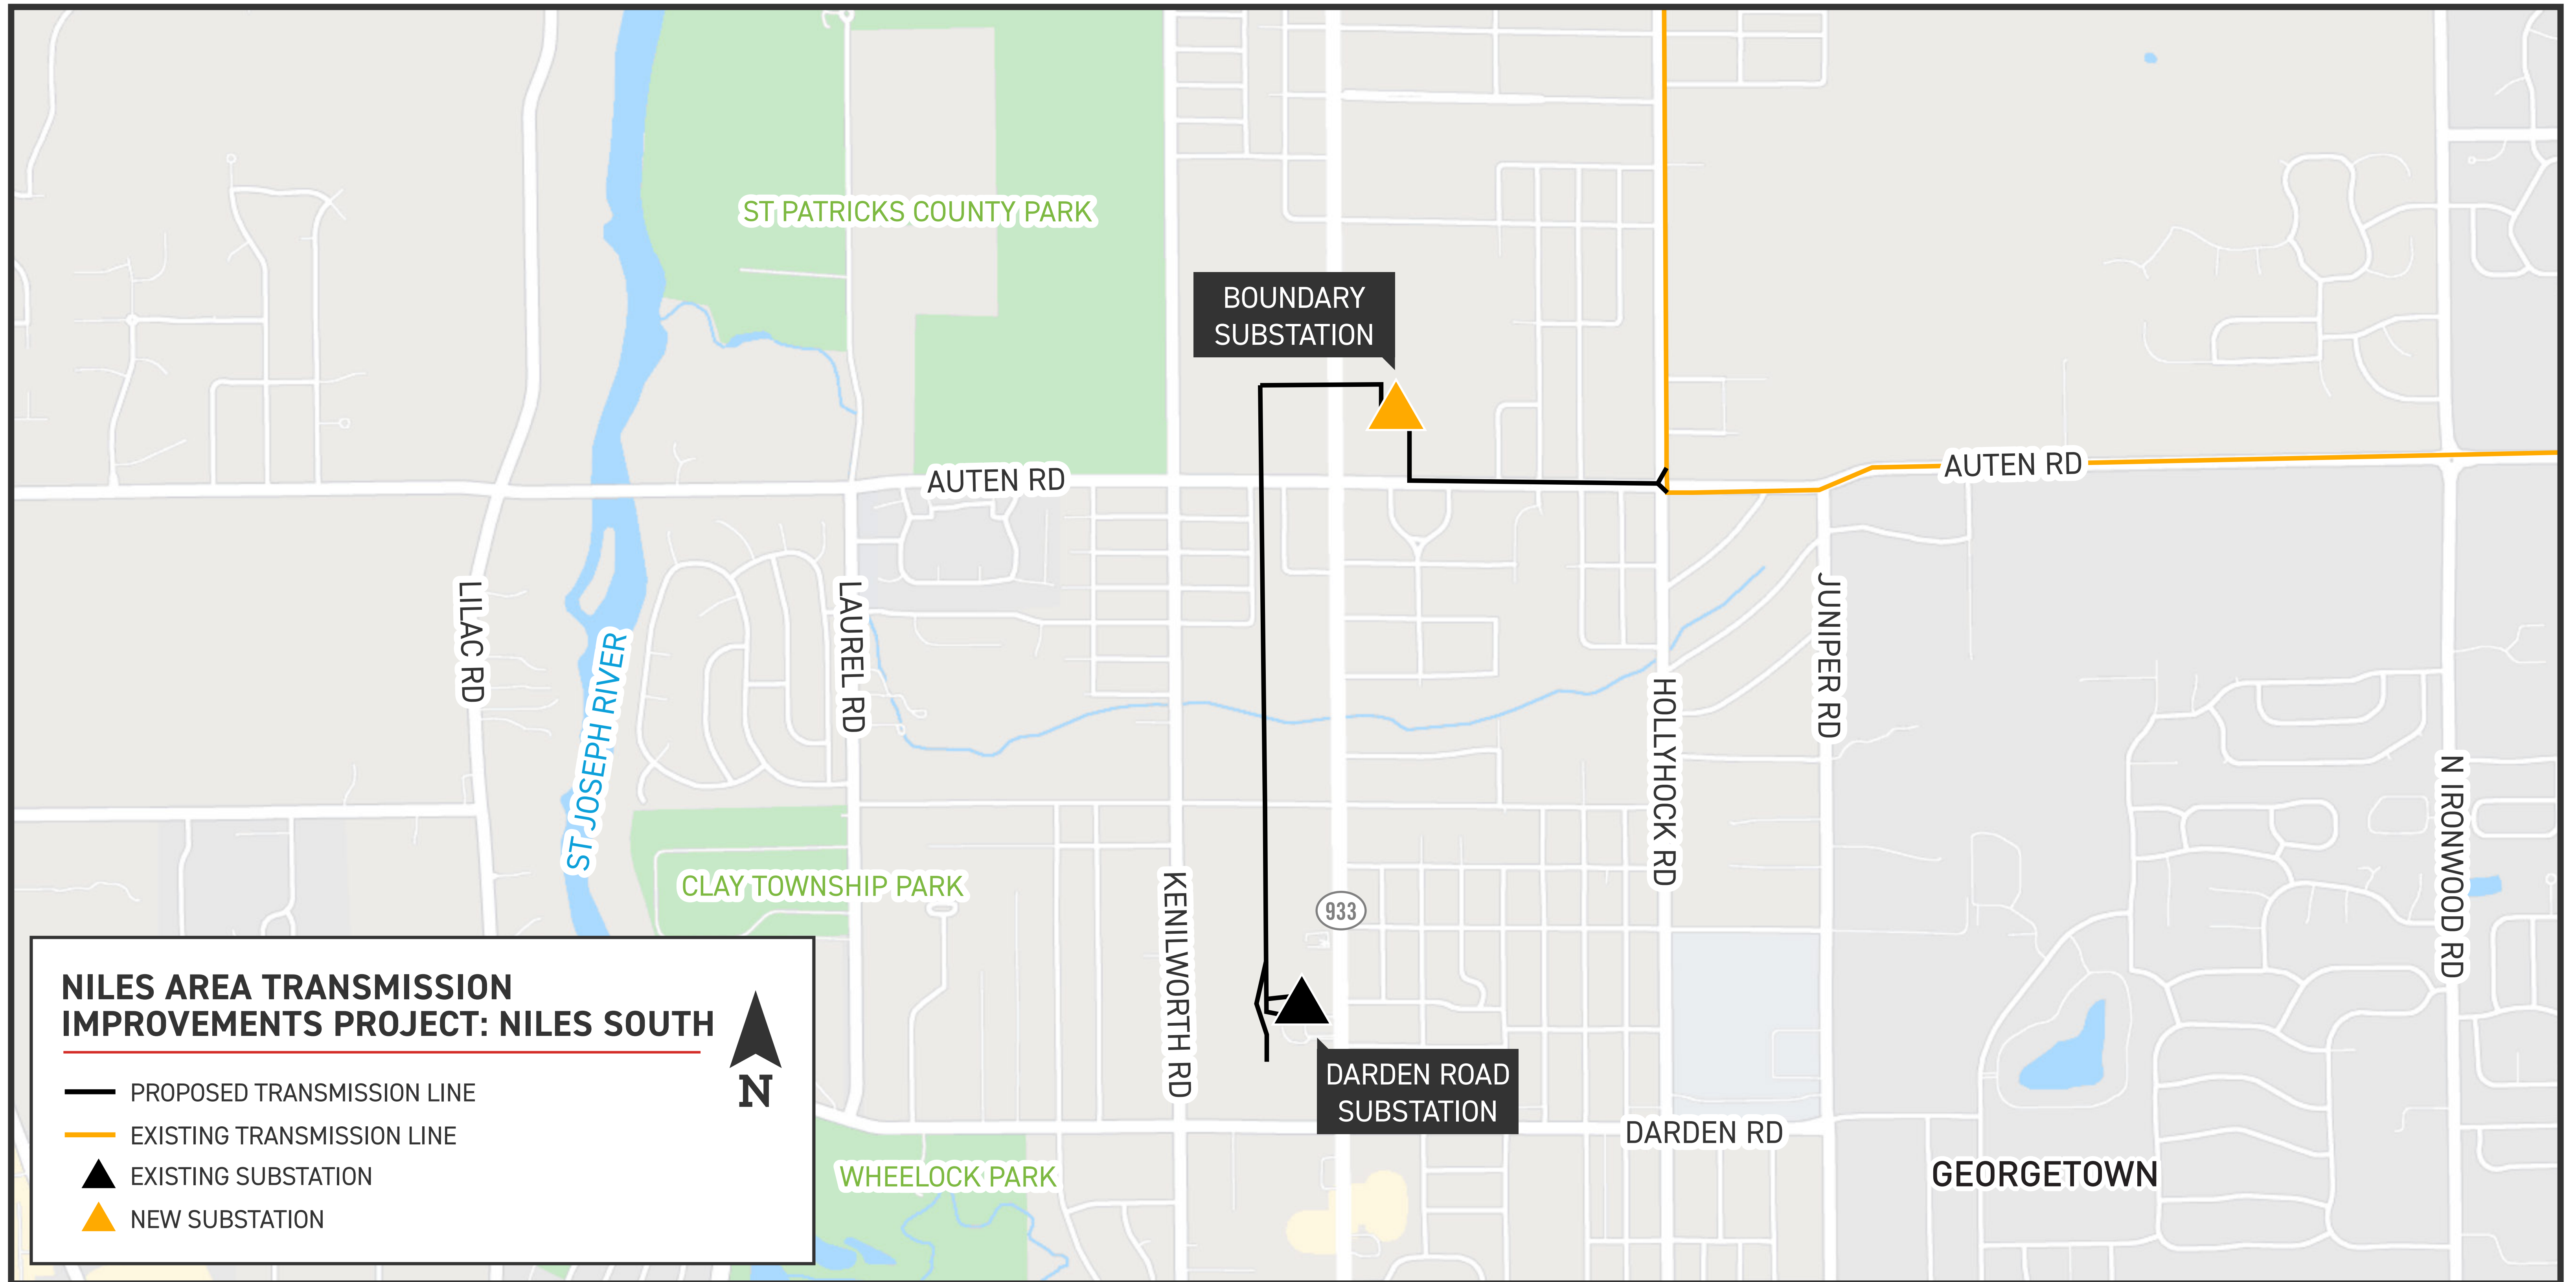 ST PATRICKS COUNTY PARK
BOUNDARY
SUBSTATION
AUTEN RD
AUTEN RD
LILAC RD
ST JOSEPH RIVER
LAUREL RD
HOLLYHOCK RD
JUNIPER RD
N IRONWOOD RD
CLAY TOWNSHIP PARK
KENILWORTH RD
933
DARDEN ROAD
SUBSTATION
DARDEN RD
WHEELOCK PARK
GEORGETOWN
NILES AREA TRANSMISSION
IMPROVEMENTS PROJECT: NILES SOUTH
N
PROPOSED TRANSMISSION LINE
EXISTING TRANSMISSION LINE
EXISTING SUBSTATION
NEW SUBSTATION